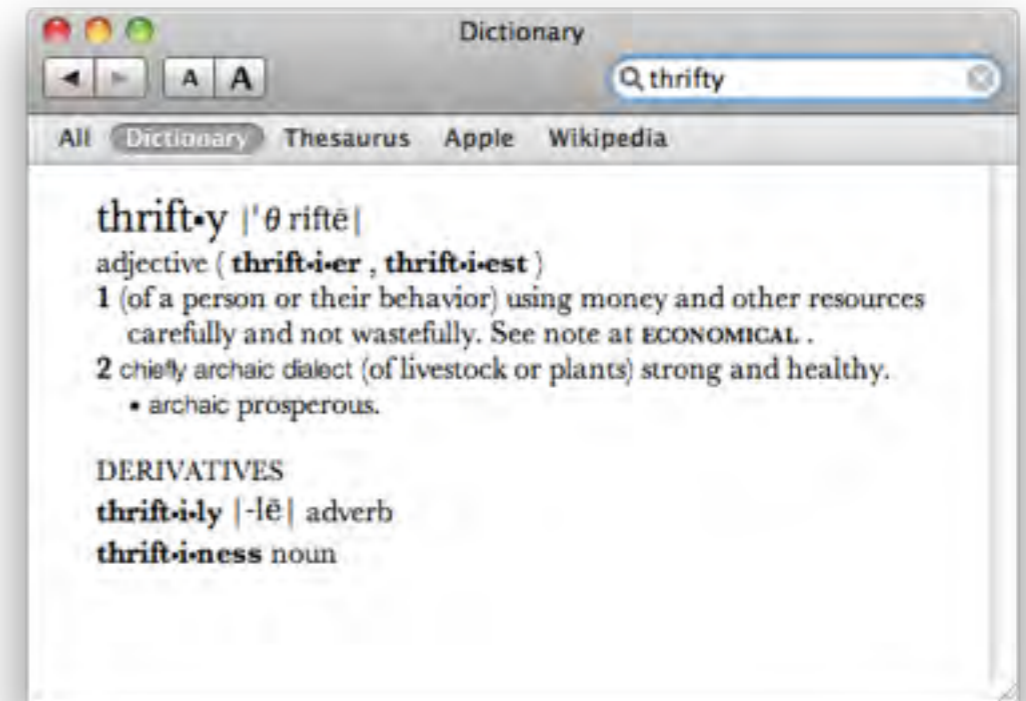 Dictionary
A A thrifty
All Dictionary Thesaurus Apple Wikipedia
thrift•y |ˈθriftē|
adjective ( thrift•i•er , thrift•i•est )
1 (of a person or their behavior) using money and other resources
carefully and not wastefully. See note at ECONOMICAL .
2 chiefly archaic dialect (of livestock or plants) strong and healthy.
• archaic prosperous.
DERIVATIVES
thrift•i•ly |-lē| adverb
thrift•i•ness noun